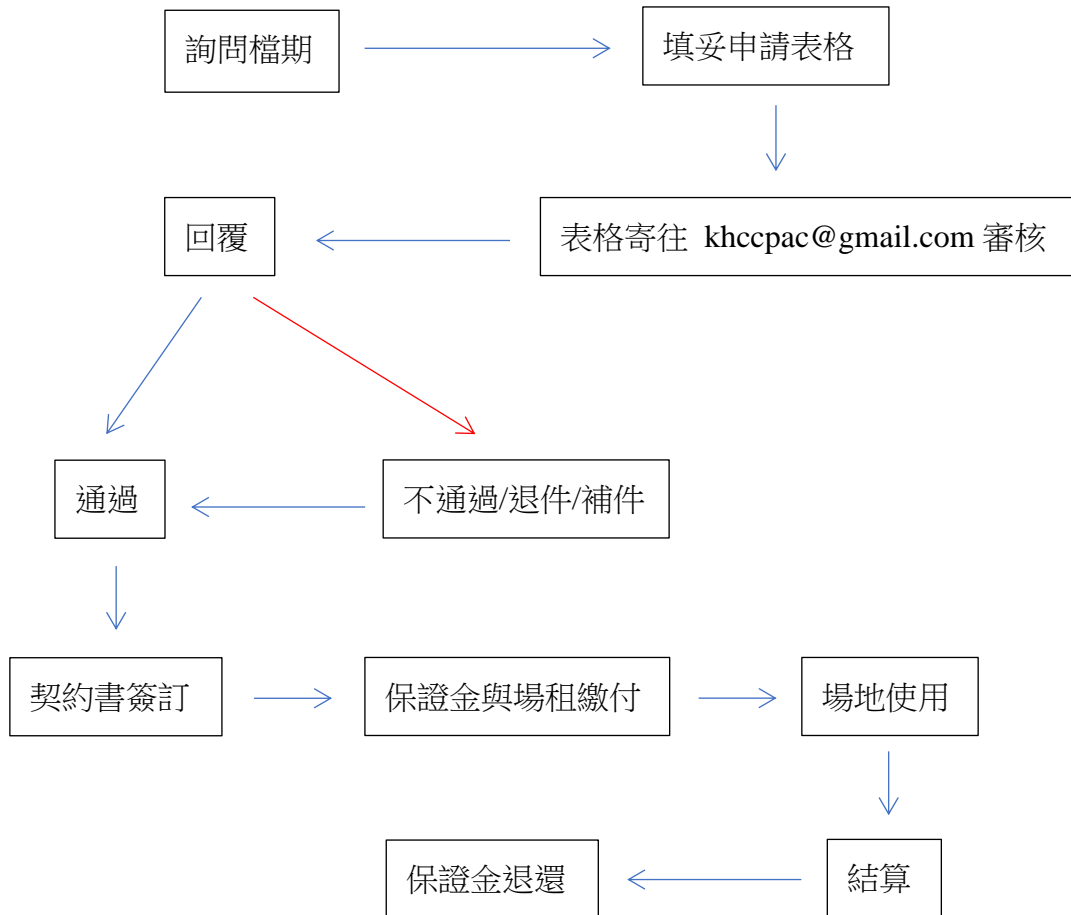 詢問檔期
填妥申請表格
表格寄往 khccpac@gmail.com 審核
回覆
通過
不通過/退件/補件
契約書簽訂
保證金與場租繳付
場地使用
結算
保證金退還